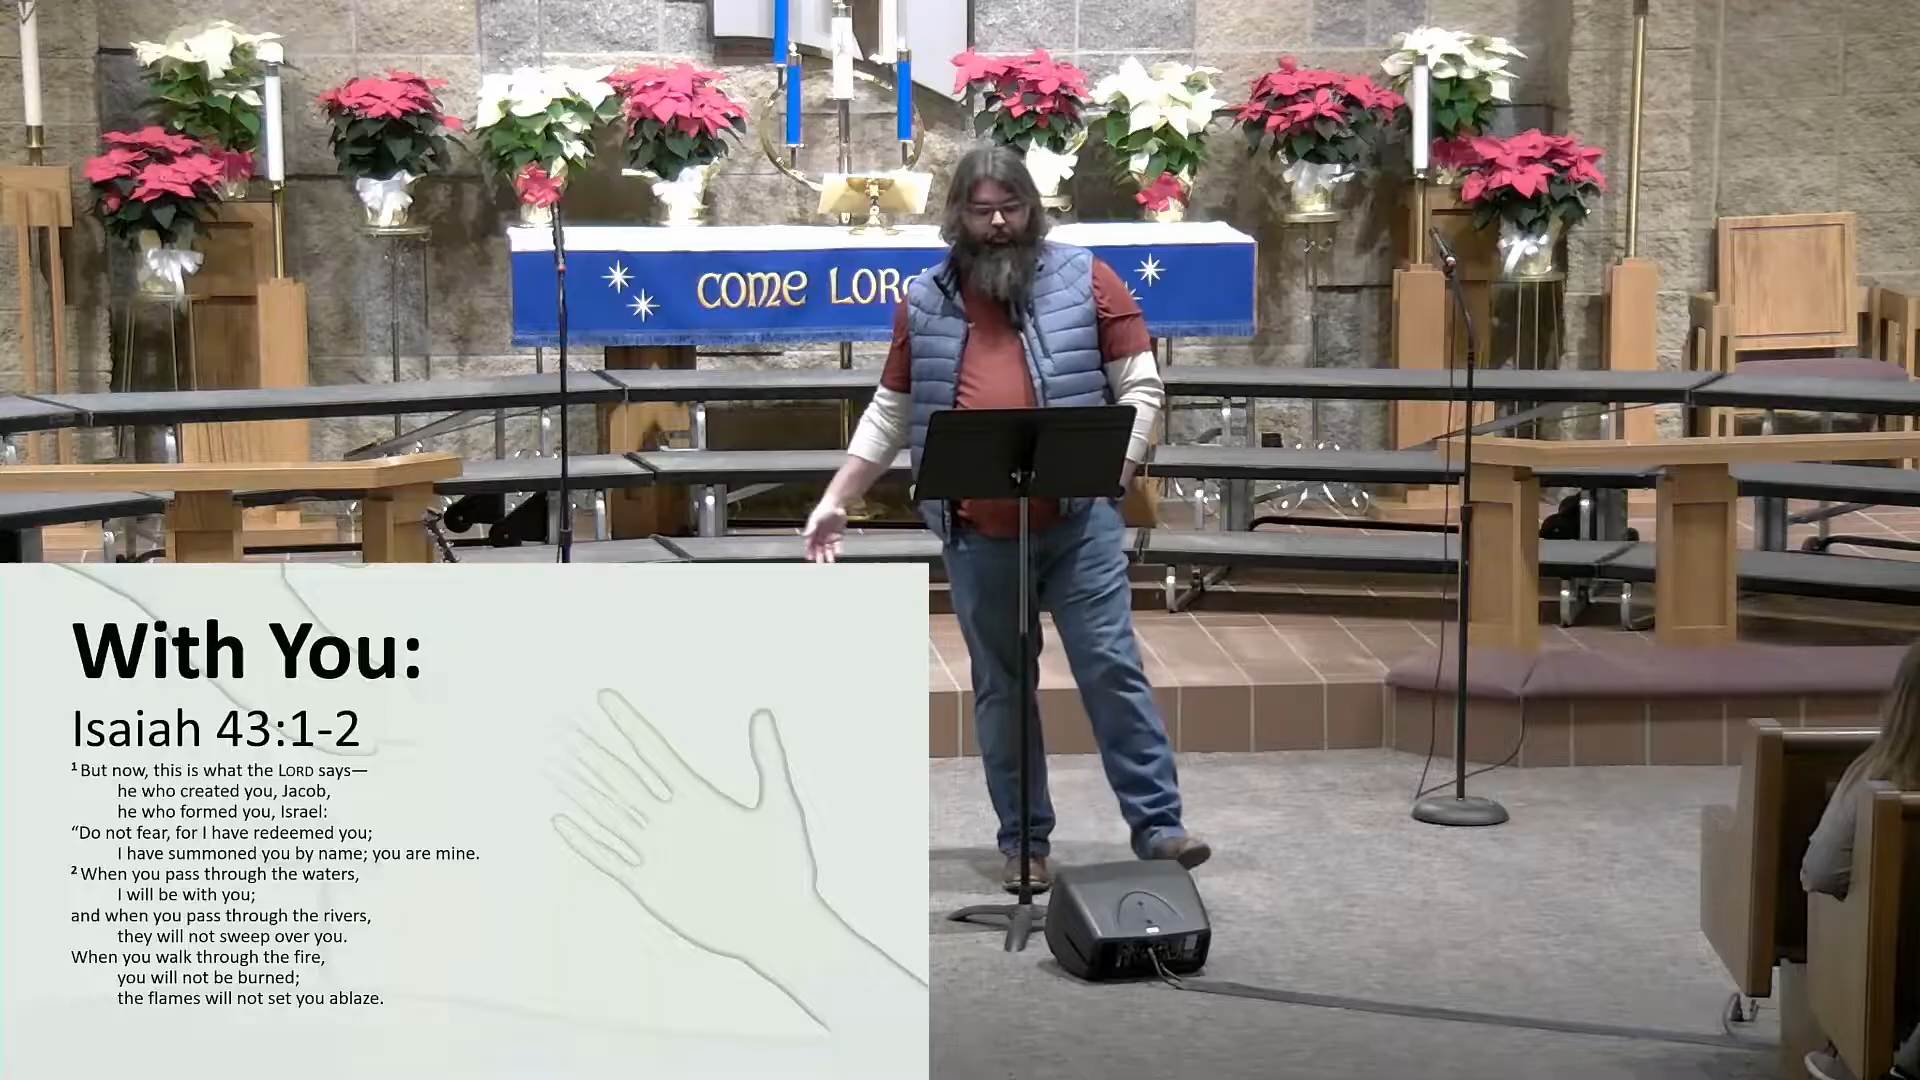 COME LORD
With You:
Isaiah 43:1-2
1 But now, this is what the LORD says—
he who created you, Jacob,
he who formed you, Israel:
“Do not fear, for I have redeemed you;
I have summoned you by name; you are mine.
2 When you pass through the waters,
I will be with you;
and when you pass through the rivers,
they will not sweep over you.
When you walk through the fire,
you will not be burned;
the flames will not set you ablaze.